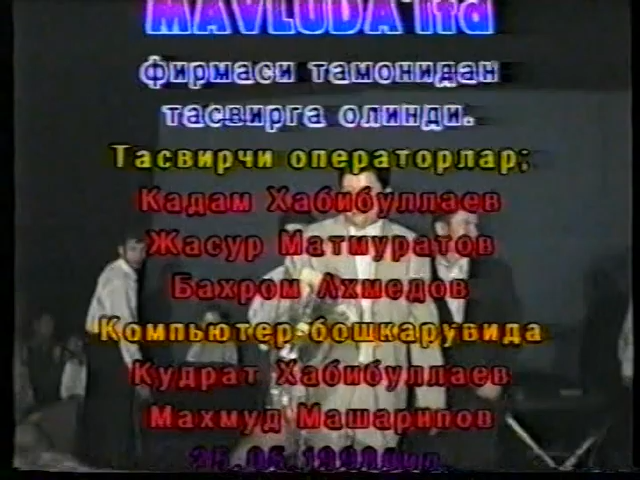 MAVLUDA ltd
фирмаси тамонидан
тасвирга олинди.
Тасвирчи операторлар;
Кадам Хабибуллаев
Жасур Матмуратов
Бахром Ахмедов
Компьютер бошкарувида
Кудрат Хабибуллаев
Махмуд Машарипов